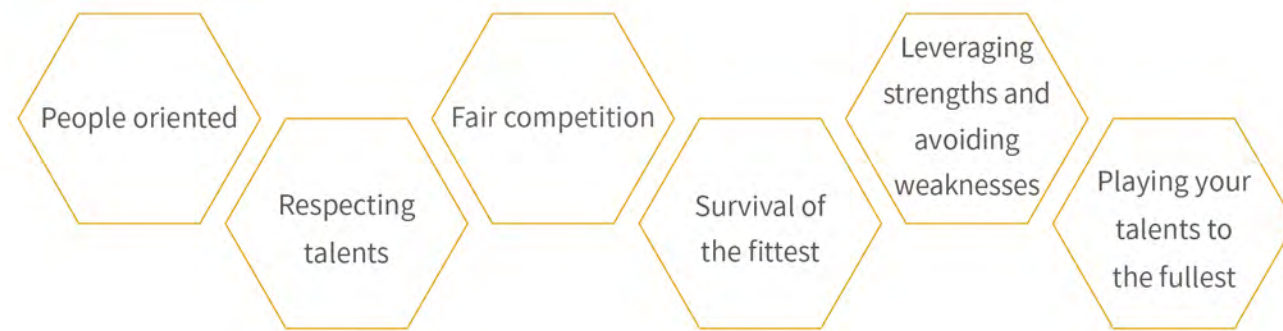 People oriented
Respecting
talents
Fair competition
Survival of
the fittest
Leveraging
strengths and
avoiding
weaknesses
Playing your
talents to
the fullest